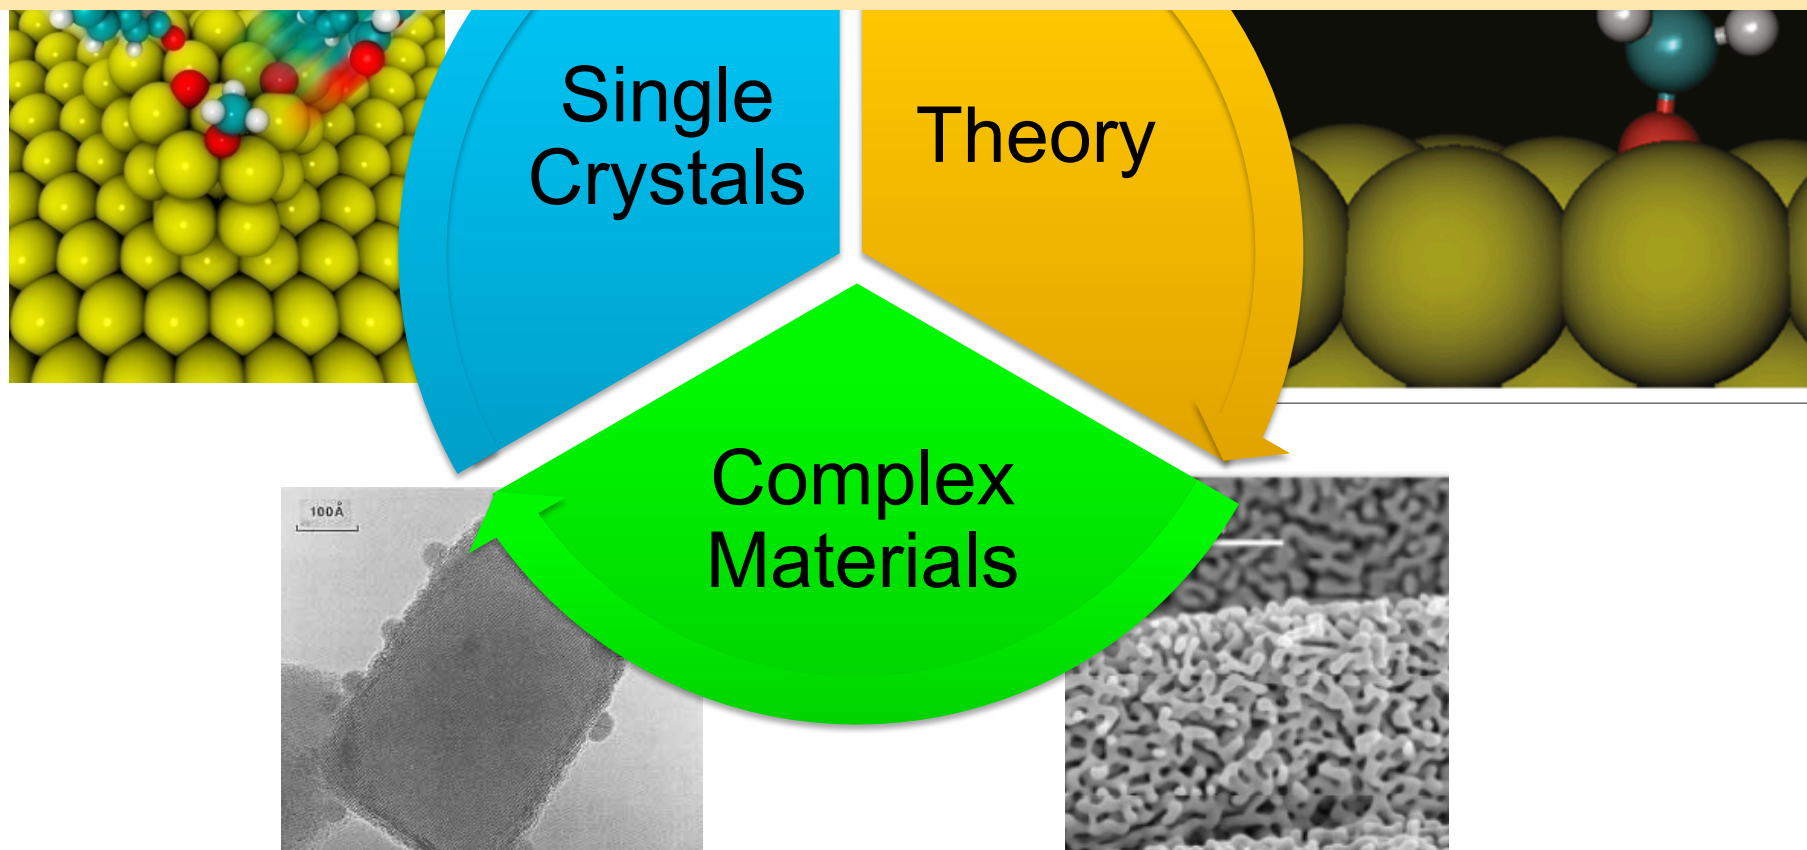 Single
Crystals
Theory
Complex
Materials
100Å